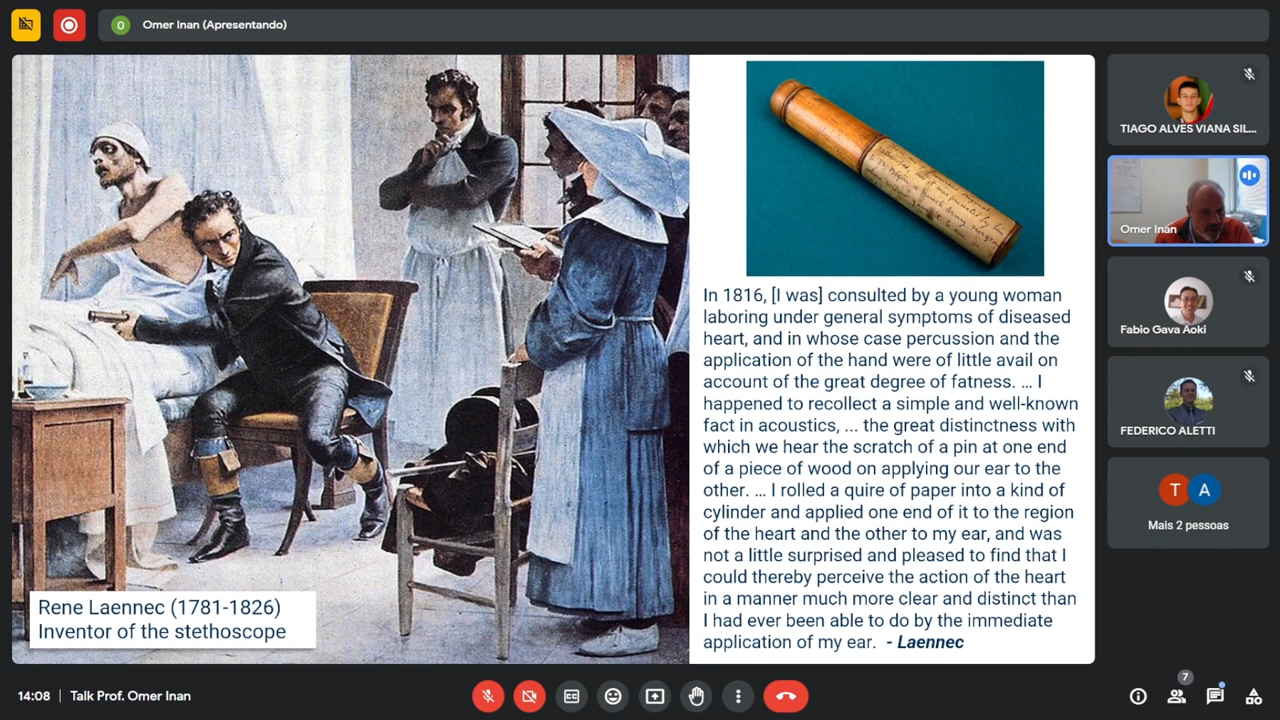 O
Omer Inan (Apresentando)
Rene Laennec (1781-1826)
Inventor of the stethoscope
In 1816, [I was] consulted by a young woman
laboring under general symptoms of diseased
heart, and in whose case percussion and the
application of the hand were of little avail on
account of the great degree of fatness. ... I
happened to recollect a simple and well-known
fact in acoustics, ... the great distinctness with
which we hear the scratch of a pin at one end
of a piece of wood on applying our ear to the
other. ... I rolled a quire of paper into a kind of
cylinder and applied one end of it to the region
of the heart and the other to my ear, and was
not a little surprised and pleased to find that I
could thereby perceive the action of the heart
in a manner much more clear and distinct than
I had ever been able to do by the immediate
application of my ear. - Laennec
TIAGO ALVES VIANA SIL...
Omer Inan
Fabio Gava Aoki
FEDERICO ALETTI
T A
Mais 2 pessoas
14:08 | Talk Prof. Omer Inan
7